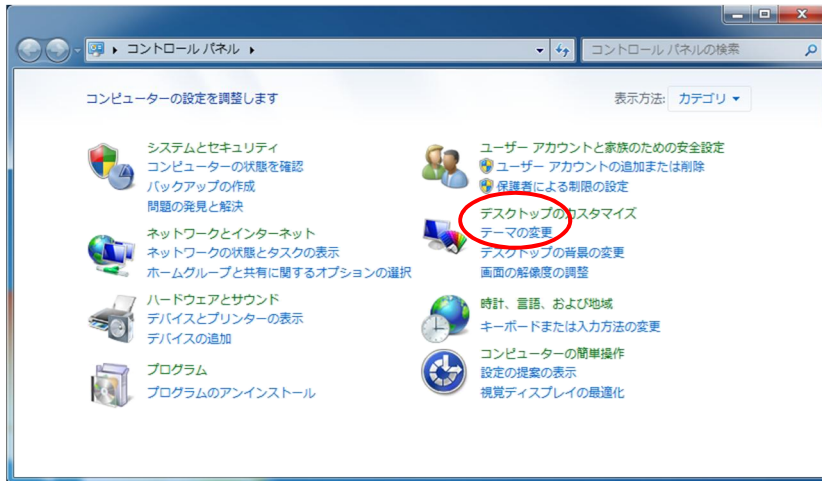 コントロール パネル
コントロール パネルの検索
コンピューターの設定を調整します
表示方法: カテゴリ
システムとセキュリティ
コンピューターの状態を確認
バックアップの作成
問題の発見と解決
ネットワークとインターネット
ネットワークの状態とタスクの表示
ホームグループと共有に関するオプションの選択
ハードウェアとサウンド
デバイスとプリンターの表示
デバイスの追加
プログラム
プログラムのアンインストール
ユーザー アカウントと家族のための安全設定
ユーザー アカウントの追加または削除
保護者による制限の設定
デスクトップのカスタマイズ
テーマの変更
デスクトップの背景の変更
画面の解像度の調整
時計、言語、および地域
キーボードまたは入力方法の変更
コンピューターの簡単操作
設定の提案の表示
視覚ディスプレイの最適化